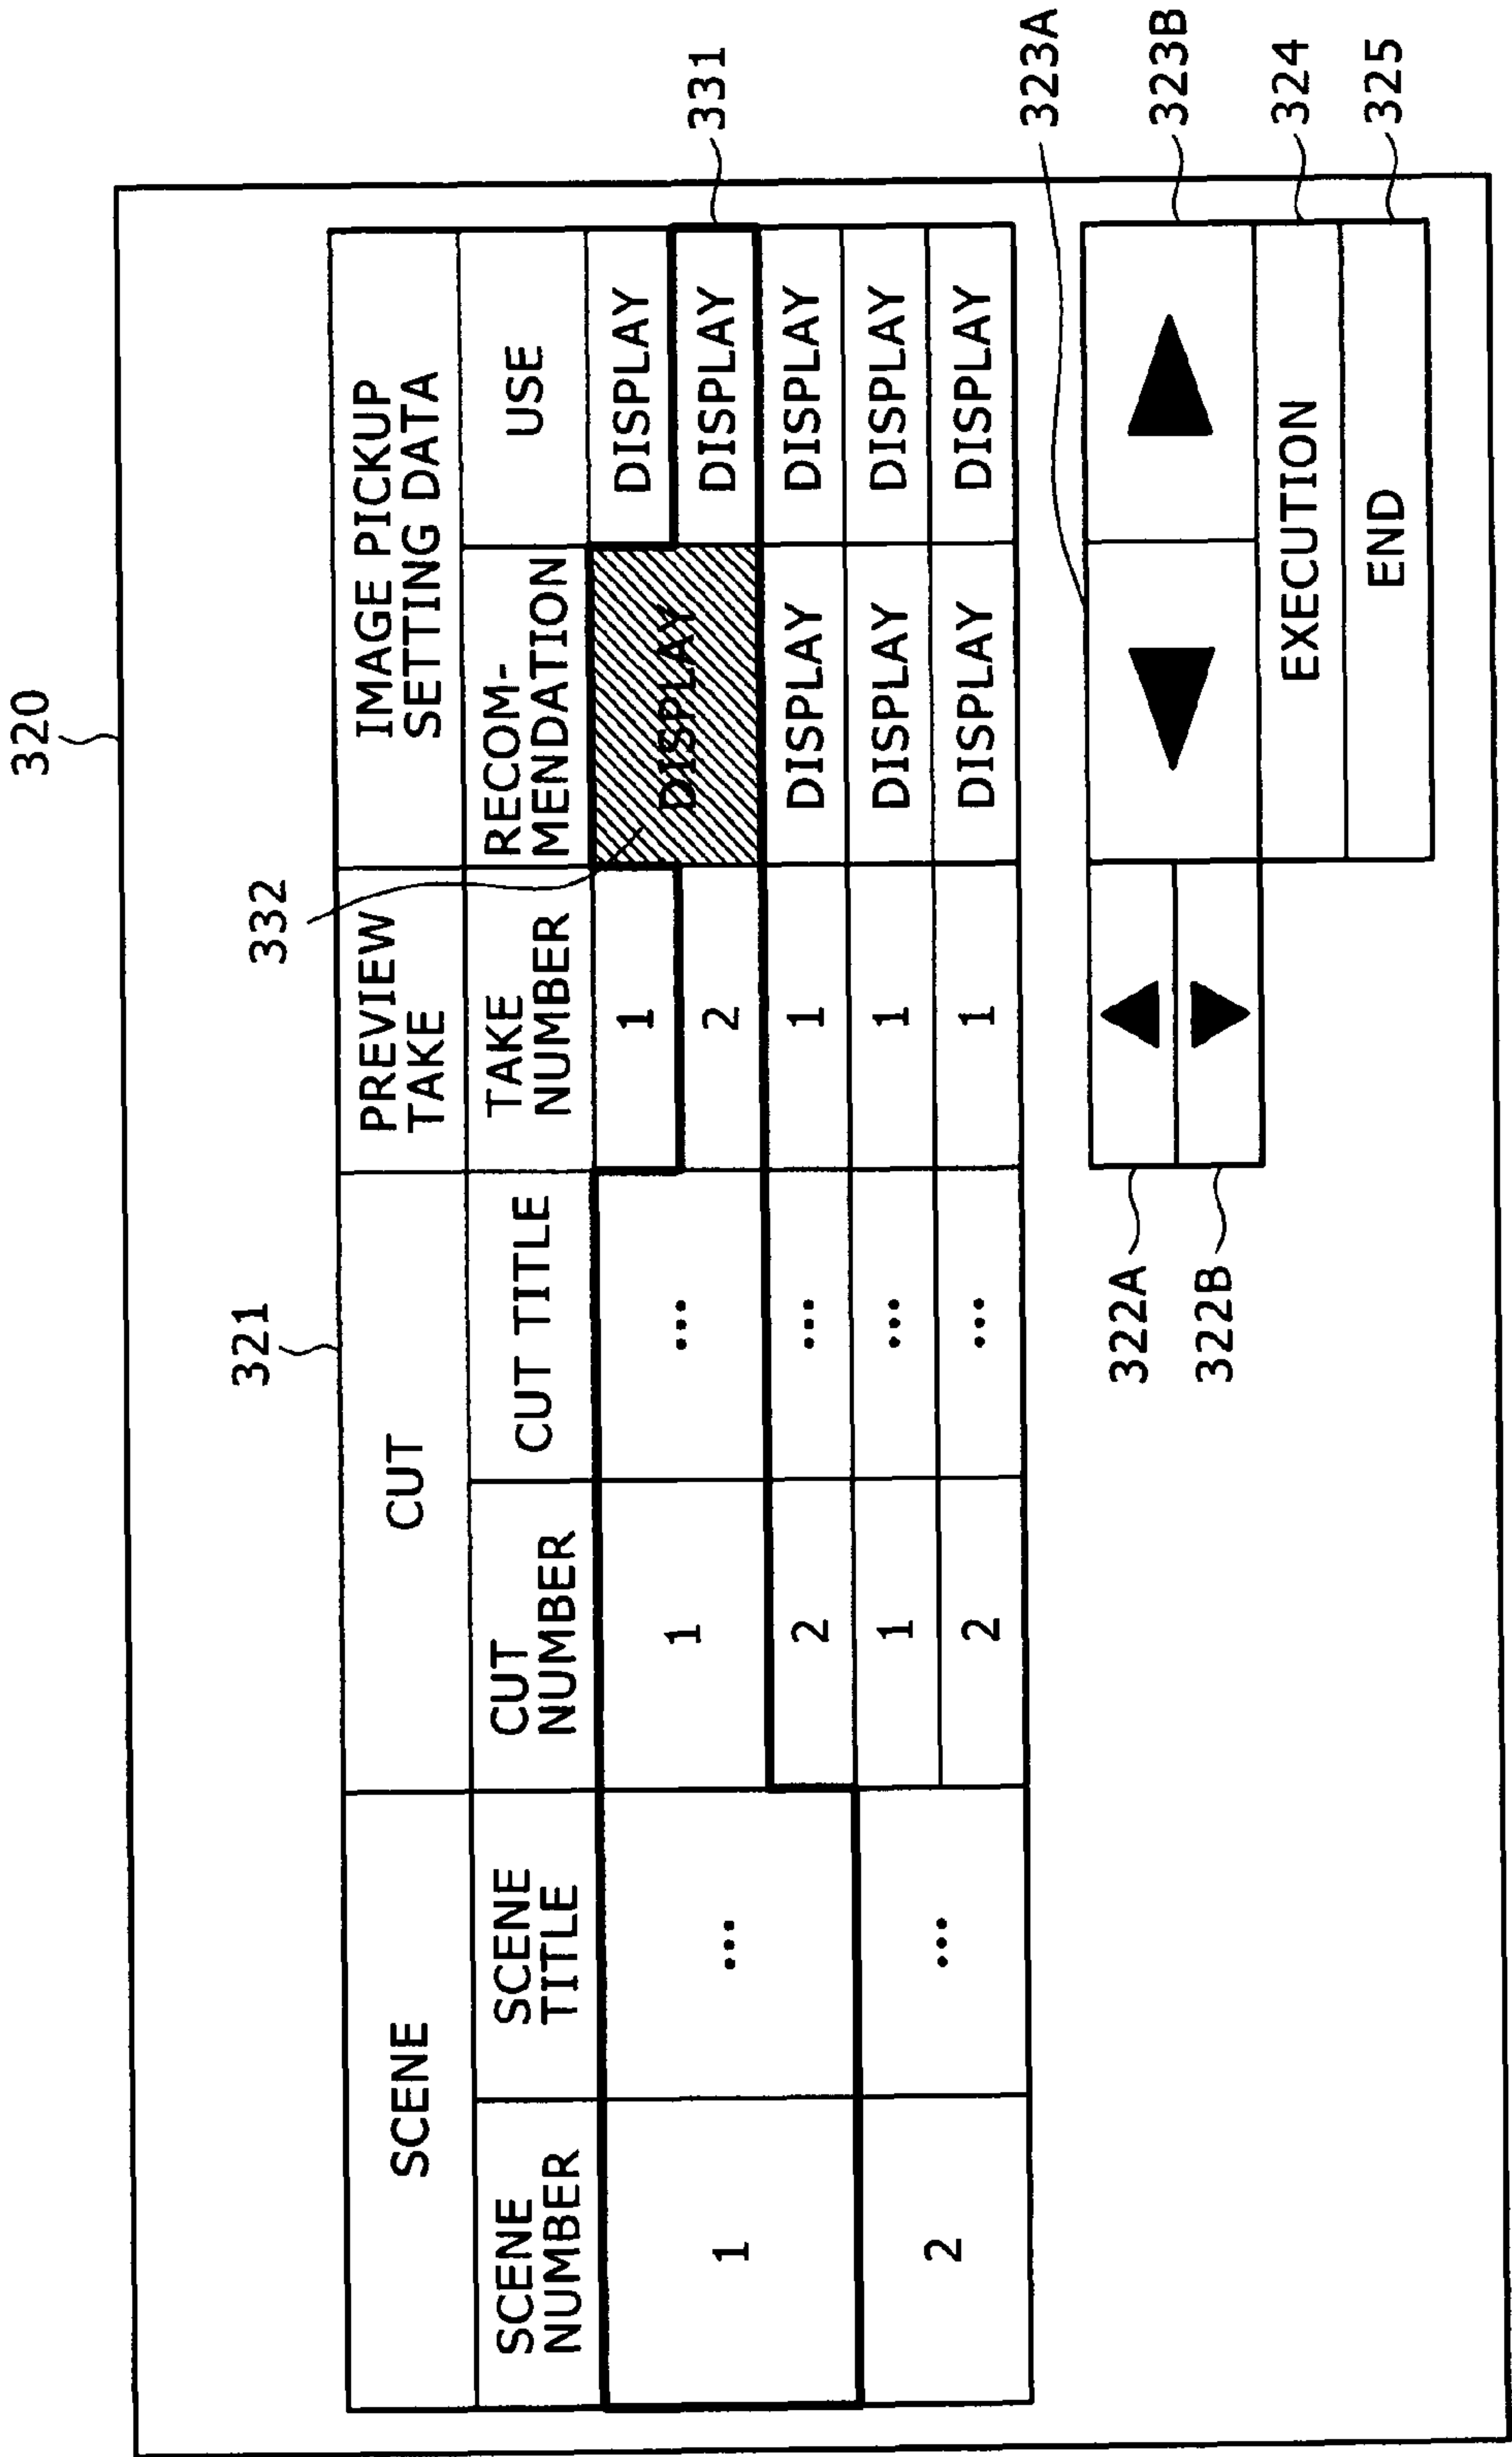 320
321
332
SCENE
CUT
PREVIEW
TAKE
IMAGE PICKUP
SETTING DATA
SCENE
NUMBER
SCENE
TITLE
CUT
NUMBER
CUT TITLE
TAKE
NUMBER
RECOM-
MENDATION
USE
1
...
1
...
1
DISPLAY
DISPLAY
2
DISPLAY
331
2
...
1
DISPLAY
DISPLAY
2
...
1
...
1
DISPLAY
DISPLAY
2
...
1
DISPLAY
DISPLAY
323A
322A
322B
323B
EXECUTION
324
END
325